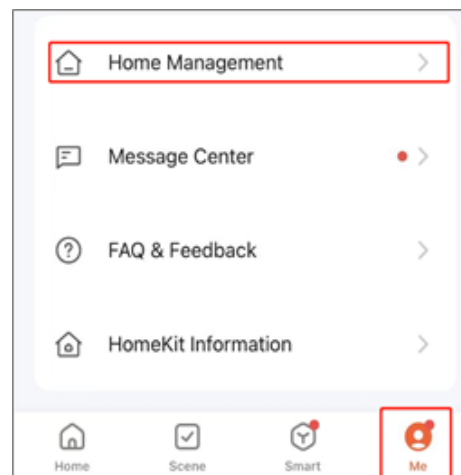 Home Management
Message Center
FAQ & Feedback
HomeKit Information
Home Scene Smart Me